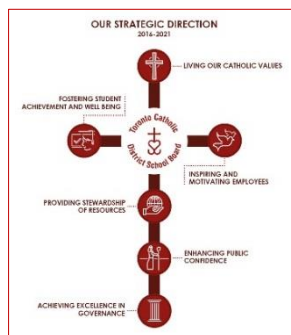 OUR STRATEGIC DIRECTION
2016-2021
LIVING OUR CATHOLIC VALUES
FOSTERING STUDENT
ACHIEVEMENT AND WELL BEING
Toronto Catholic
District School Board
INSPIRING AND
MOTIVATING EMPLOYEES
PROVIDING STEWARDSHIP
OF RESOURCES
ENHANCING PUBLIC
CONFIDENCE
ACHIEVING EXCELLENCE IN
GOVERNANCE